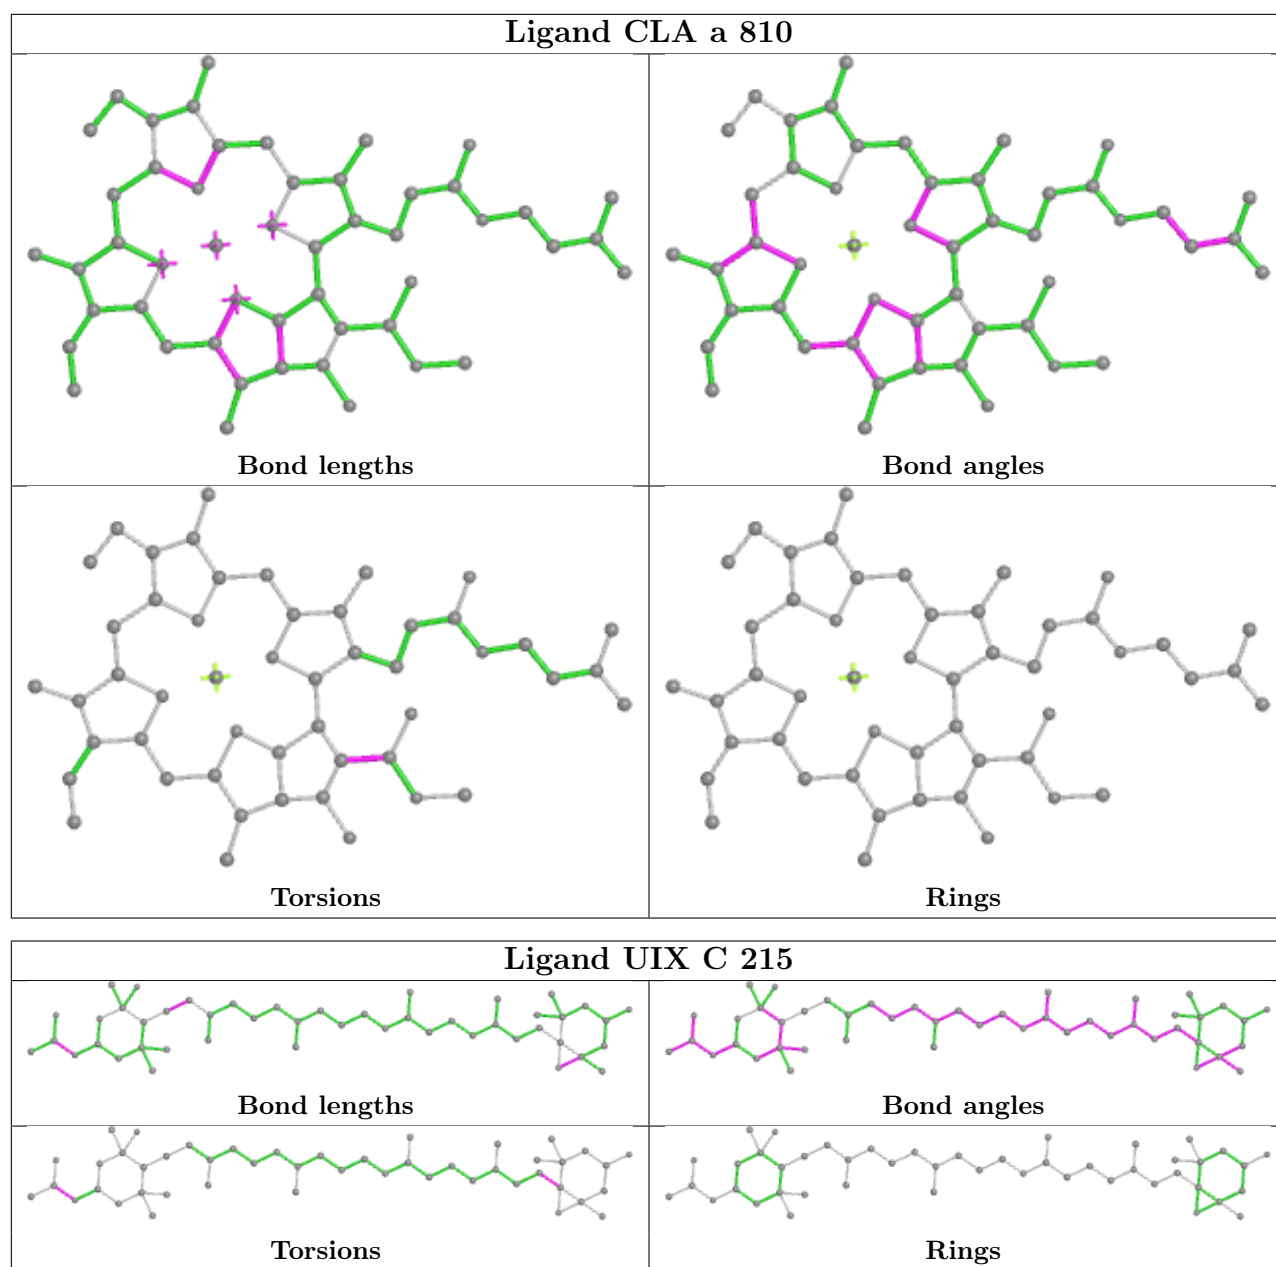 Ligand CLA a 810
Bond lengths
Bond angles
Torsions
Rings
Ligand UIX C 215
Bond lengths
Bond angles
Torsions
Rings